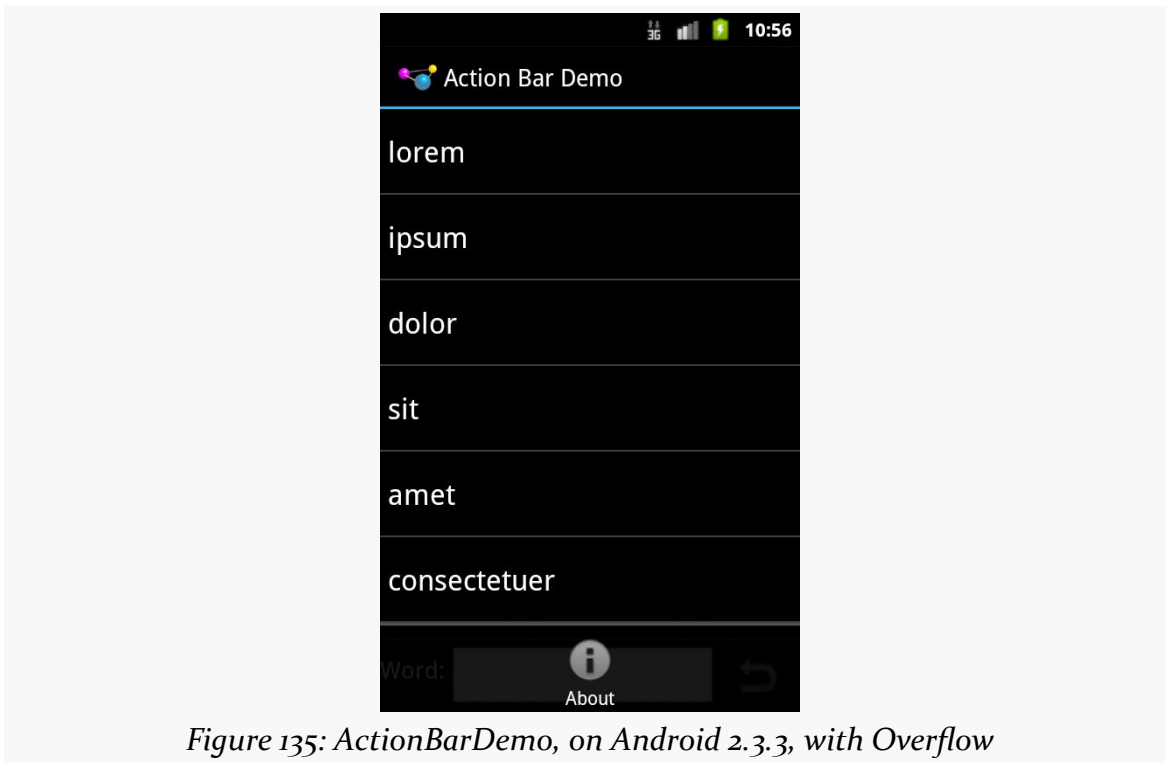 3G 10:56
Action Bar Demo
lorem
ipsum
dolor
sit
amet
consectetuer
Word:
About
Figure 135: ActionBarDemo, on Android 2.3.3, with Overflow